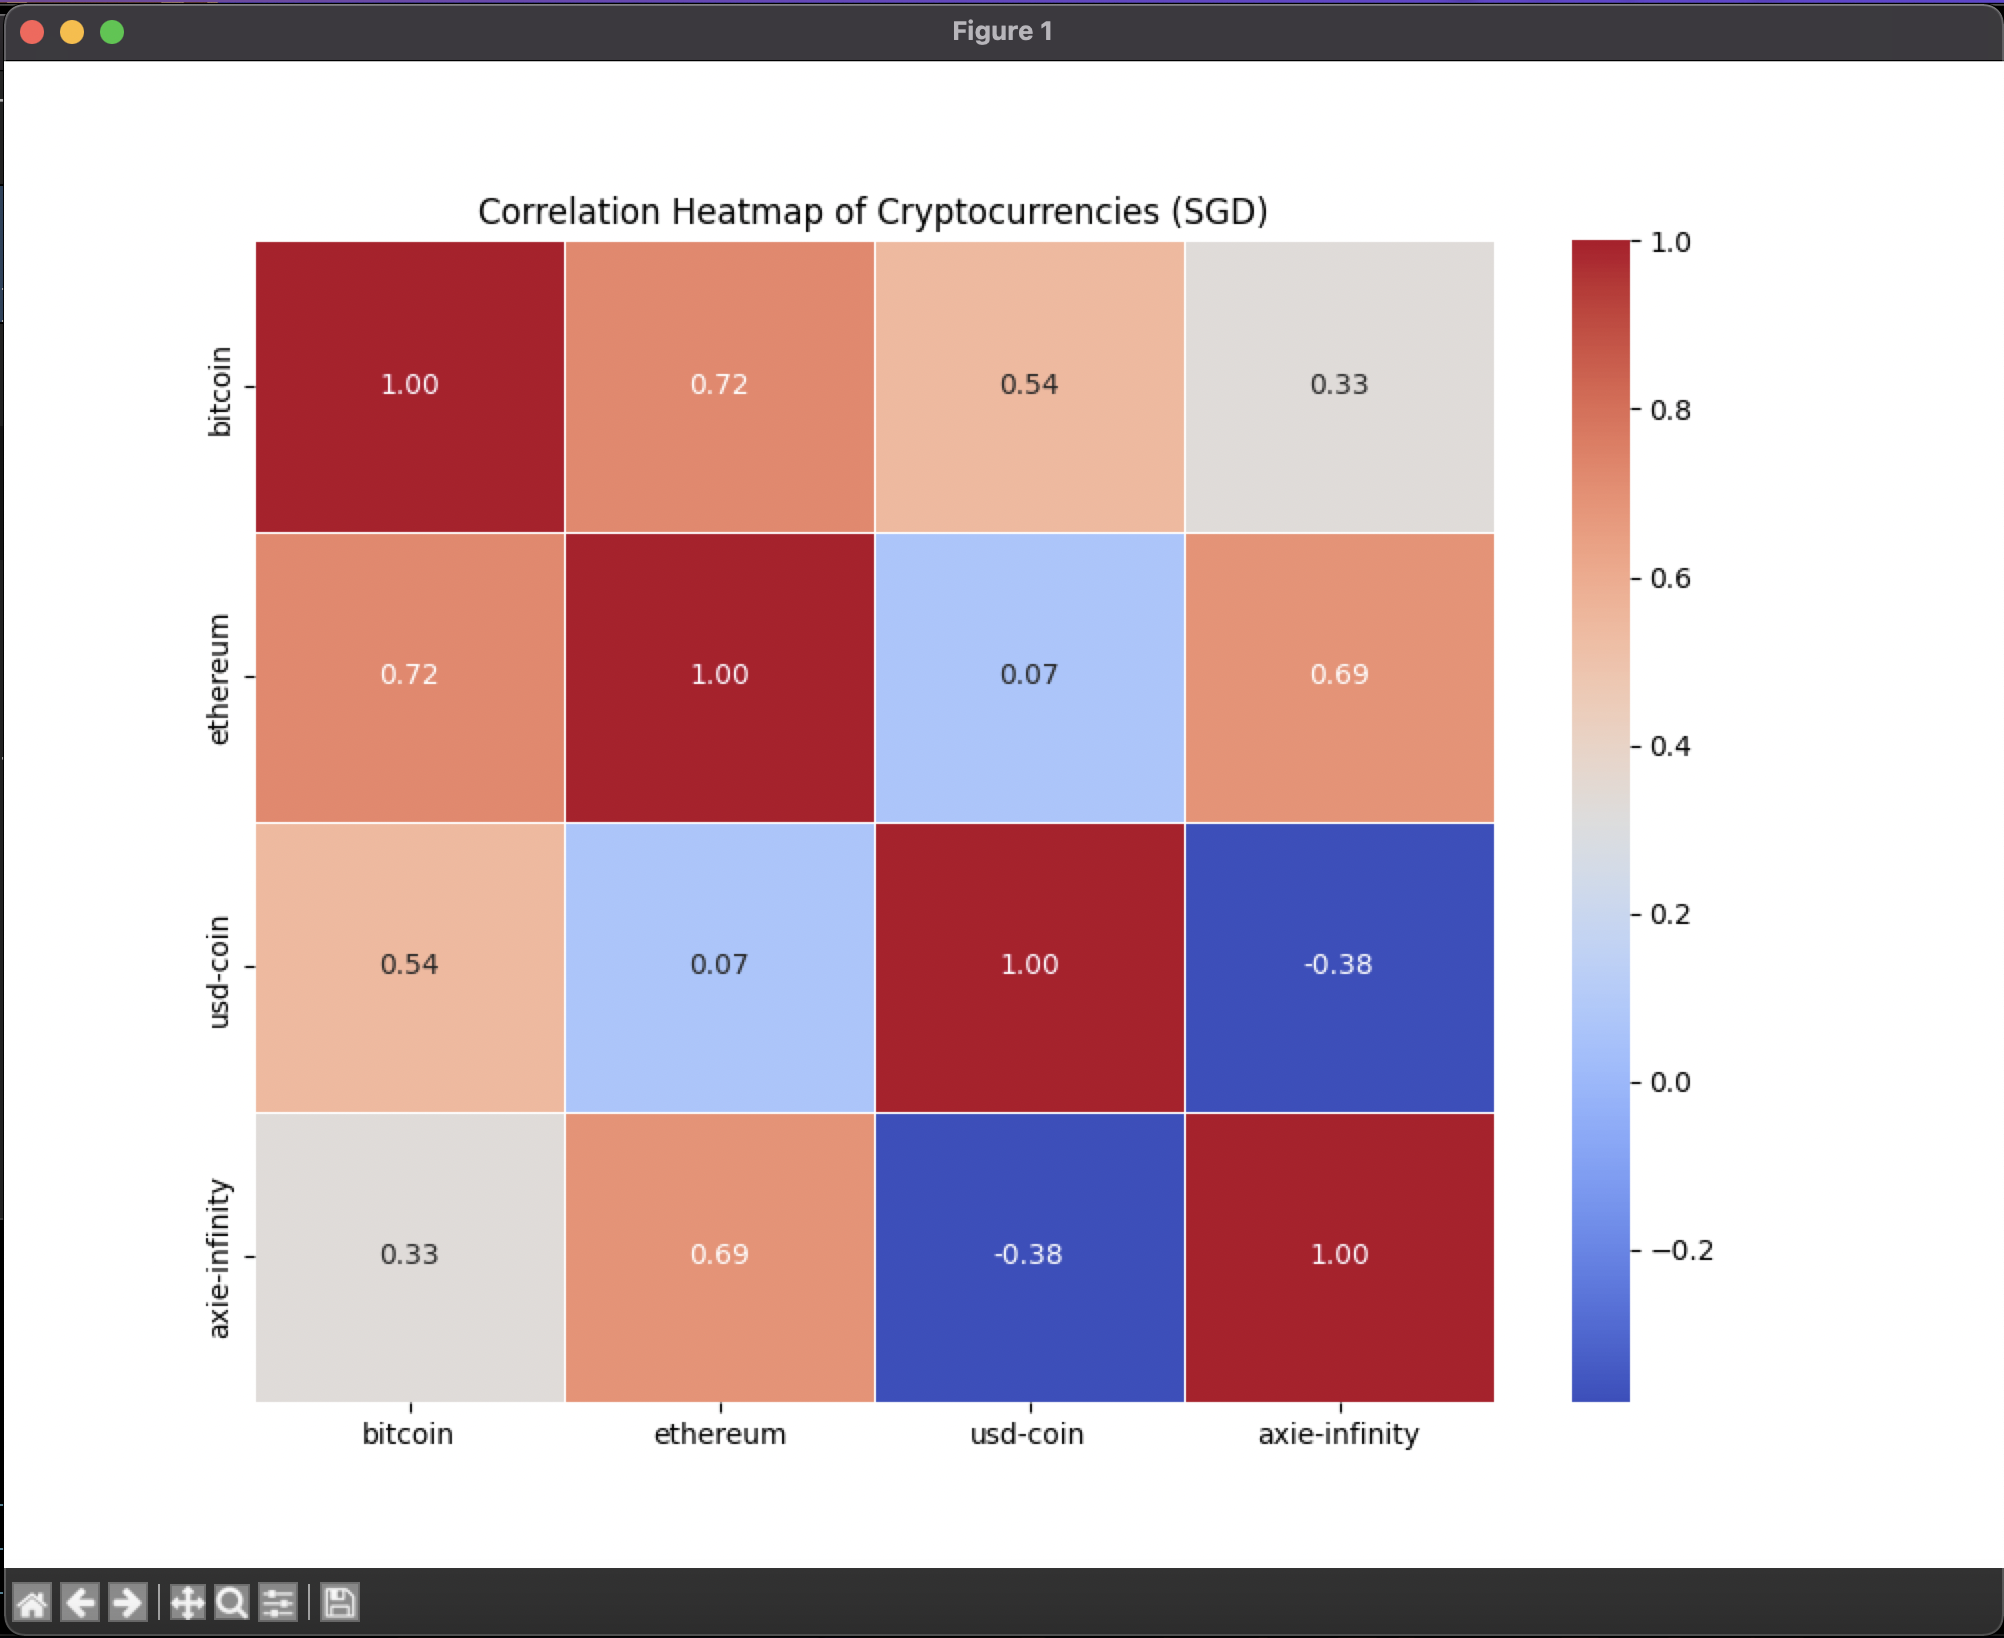 Figure 1
Correlation Heatmap of Cryptocurrencies (SGD)
bitcoin
1.00
0.72
0.54
0.33
ethereum
0.72
1.00
0.07
0.69
usd-coin
0.54
0.07
1.00
-0.38
axie-infinity
0.33
0.69
-0.38
1.00
bitcoin
ethereum
usd-coin
axie-infinity
1.0
0.8
0.6
0.4
0.2
0.0
−0.2